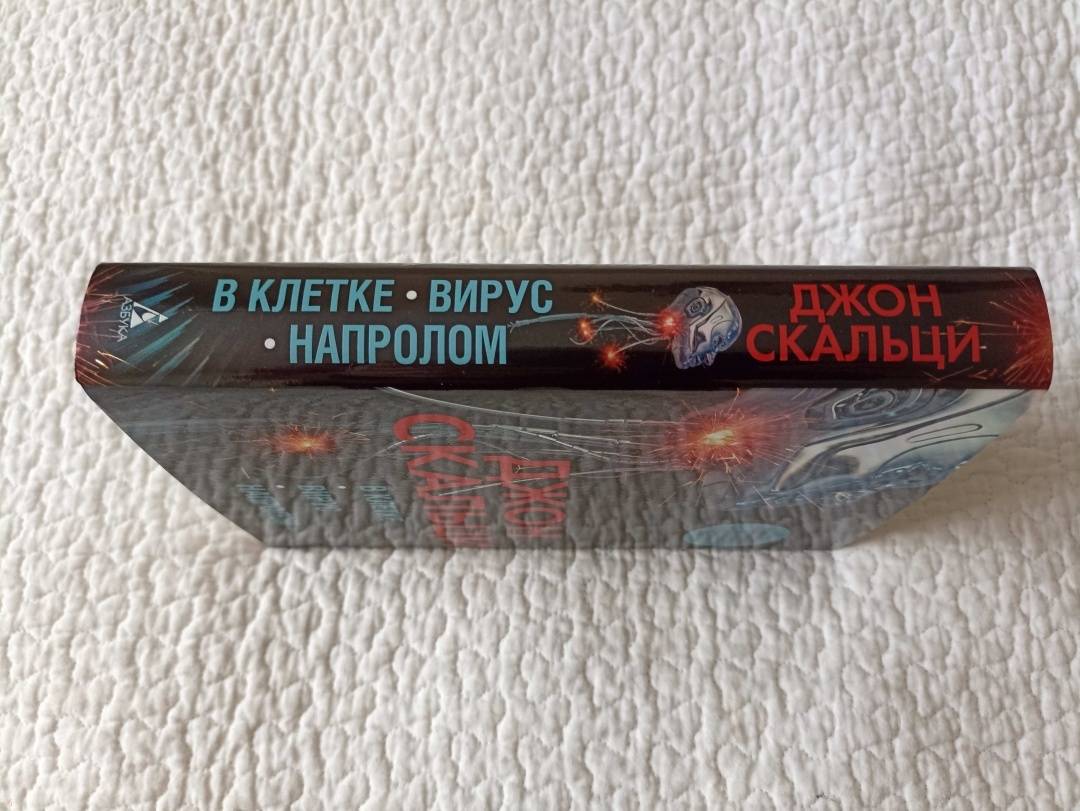 В КЛЕТКЕ • ВИРУС
• НАПРОЛОМ
ДЖОН
СКАЛЬЦИ
АЗБУКА